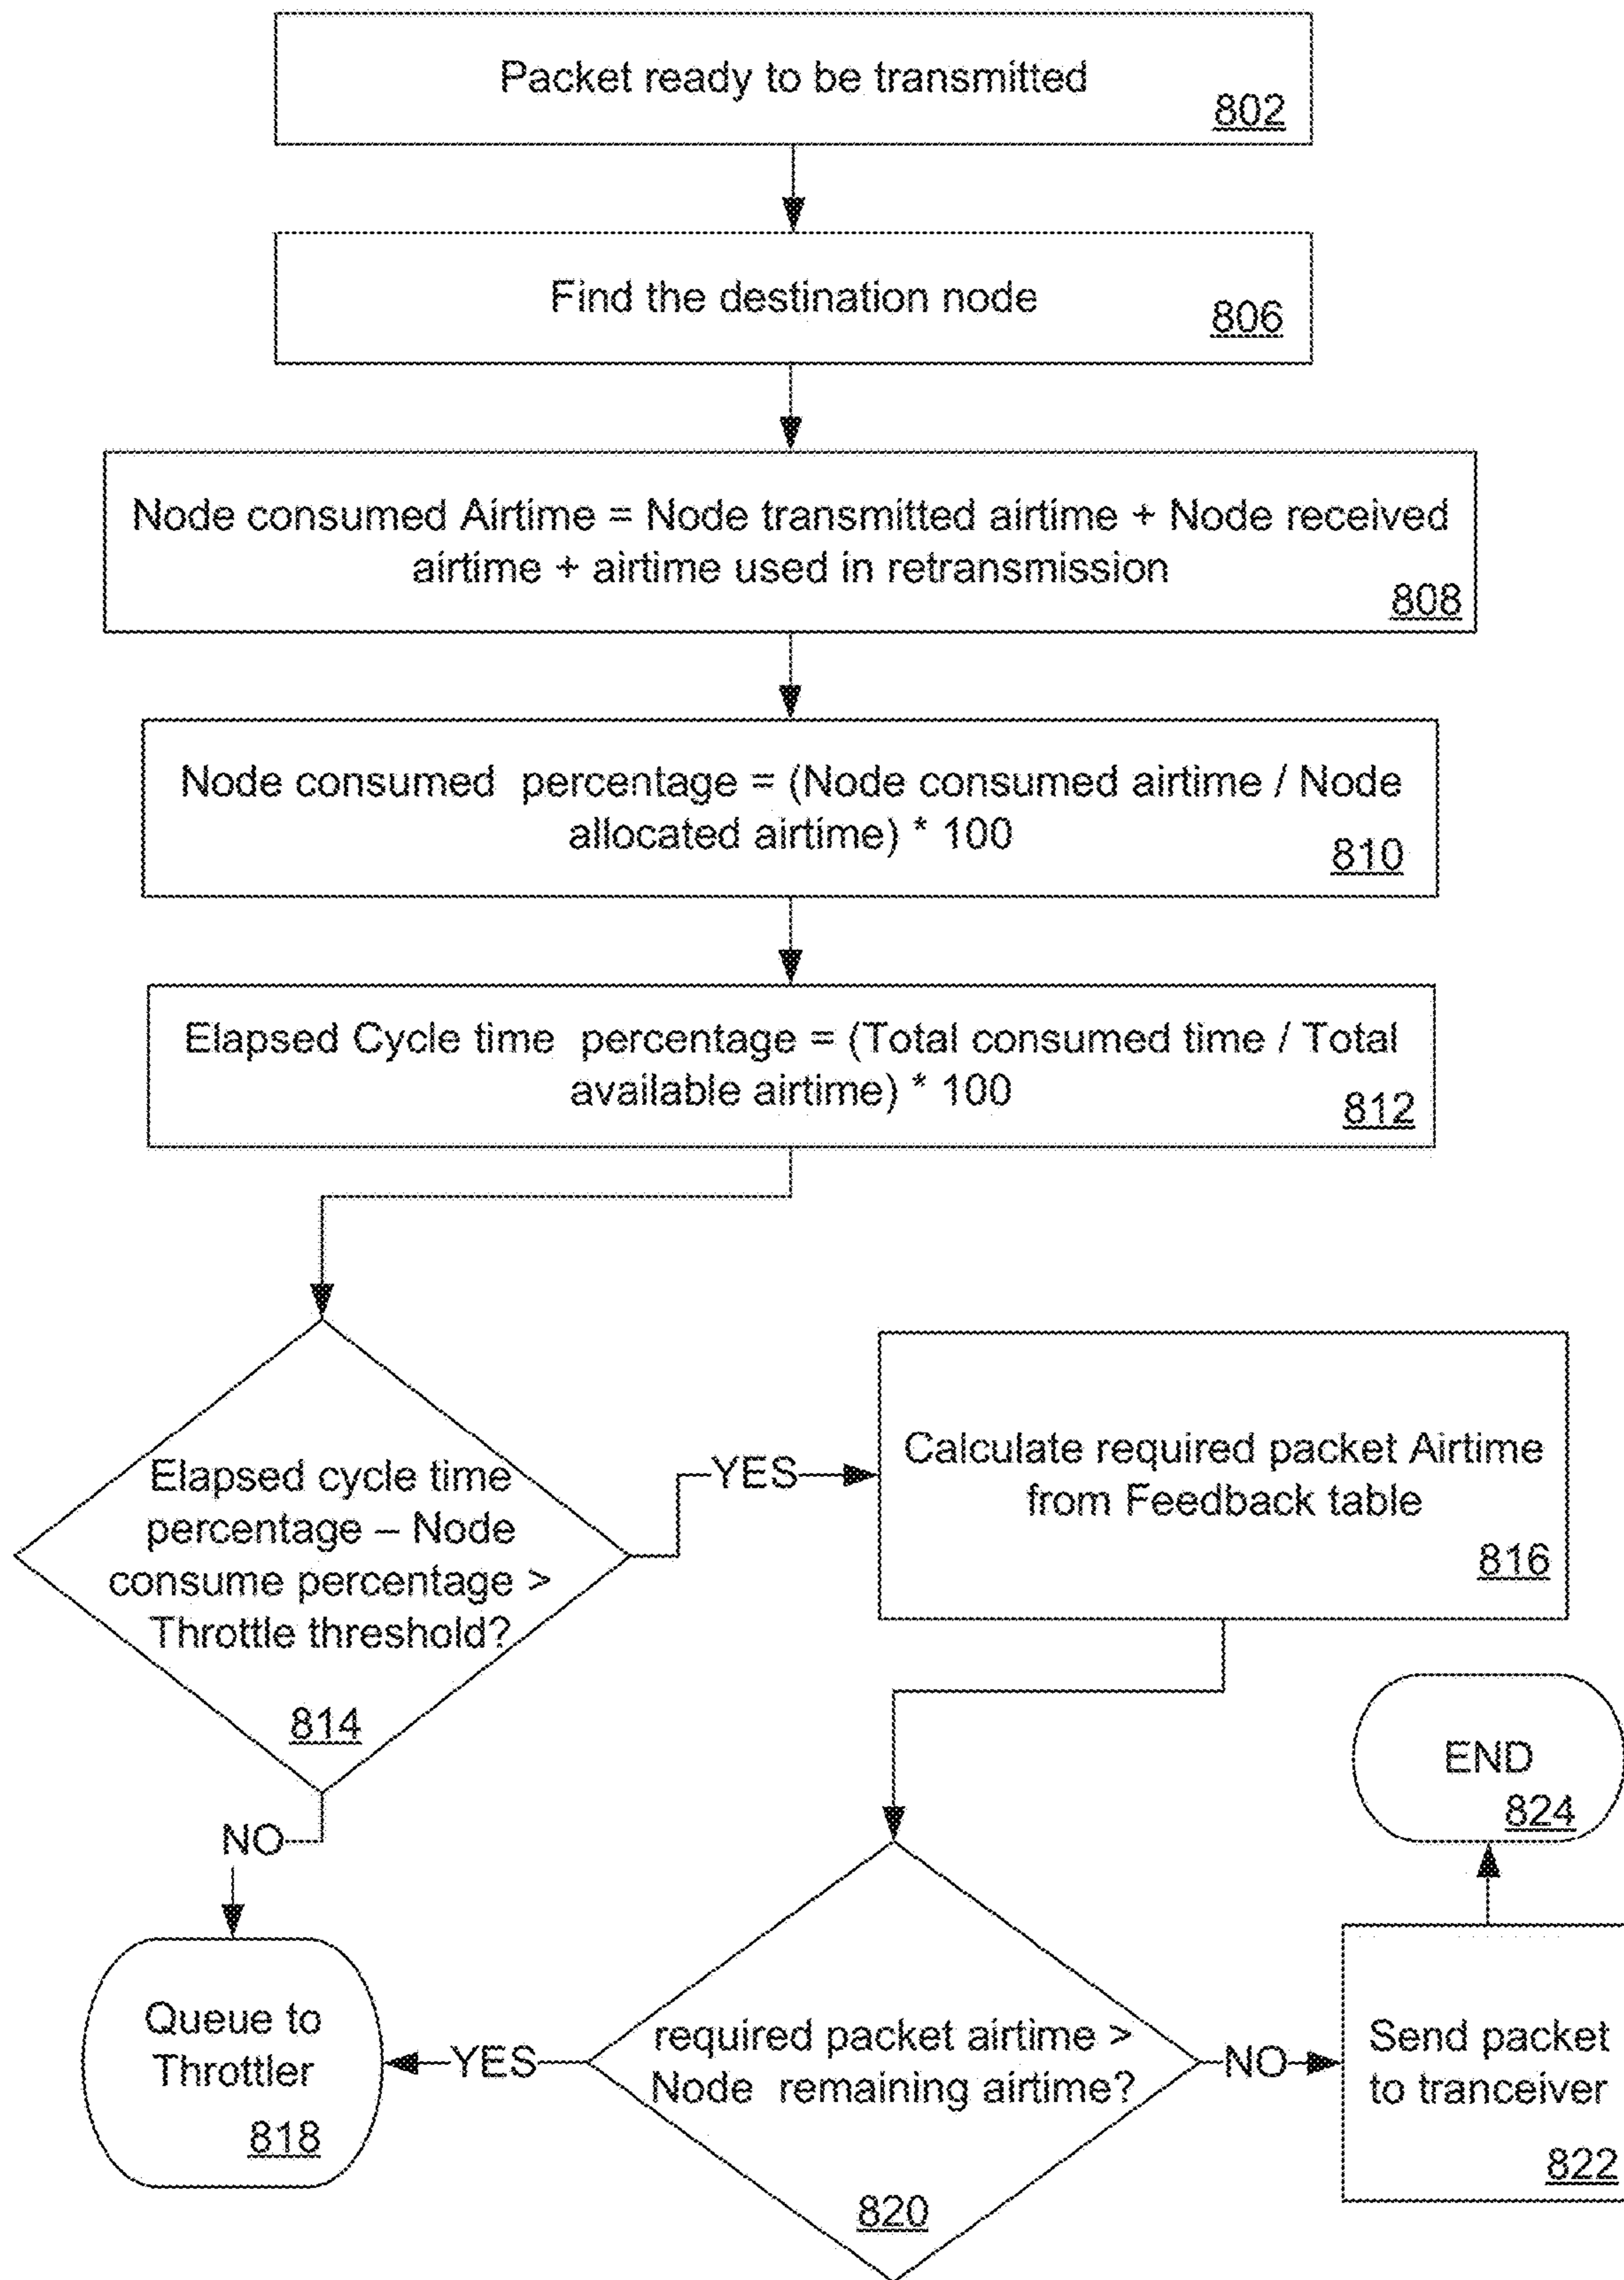 Packet ready to be transmitted
802
Find the destination node
806
Node consumed Airtime = Node transmitted airtime + Node received
airtime + airtime used in retransmission
808
Node consumed percentage = (Node consumed airtime / Node
allocated airtime) * 100
810
Elapsed Cycle time percentage = (Total consumed time / Total
available airtime) * 100
812
Elapsed cycle time
percentage – Node
consume percentage >
Throttle threshold?
814
YES
Calculate required packet Airtime
from Feedback table
816
NO
Queue to
Throttler
818
YES
required packet airtime >
Node remaining airtime?
820
NO
Send packet
to tranceiver
822
END
824